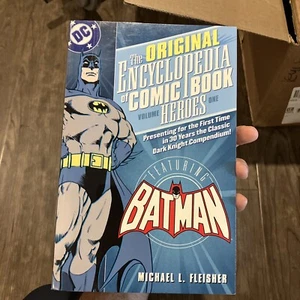 DC
The ORIGINAL
ENCYCLOPEDIA
of COMIC BOOK
VOLUME HEROES ONE
Presenting for the First Time
in 30 Years the Classic
Dark Knight Compendium!
FEATURING
BATMAN
MICHAEL L. FLEISHER